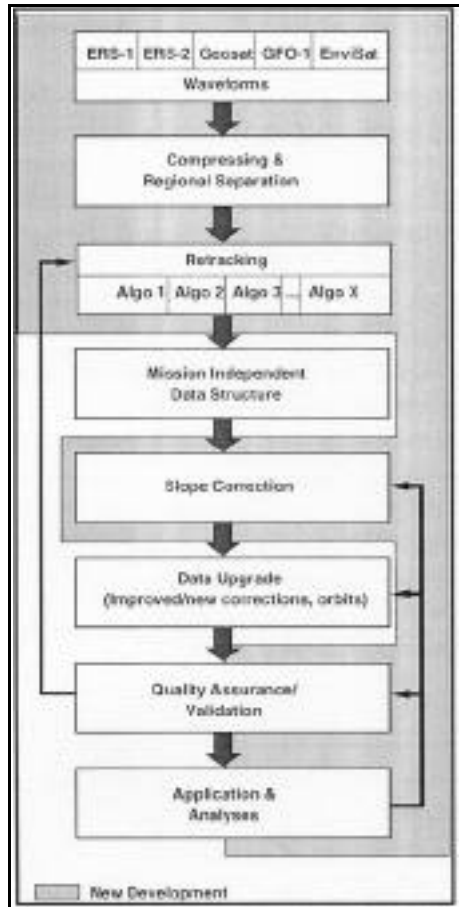 ERS-1 ERS-2 Geosat GFO-1 EnviSat
Waveforms
Compressing &
Regional Separation
Retracking
Algo 1 Algo 2 Algo 3 ... Algo X
Mission Independent
Data Structure
Slope Correction
Data Upgrade
(Improved/new corrections, orbits)
Quality Assurance/
Validation
Application &
Analyses
New Development